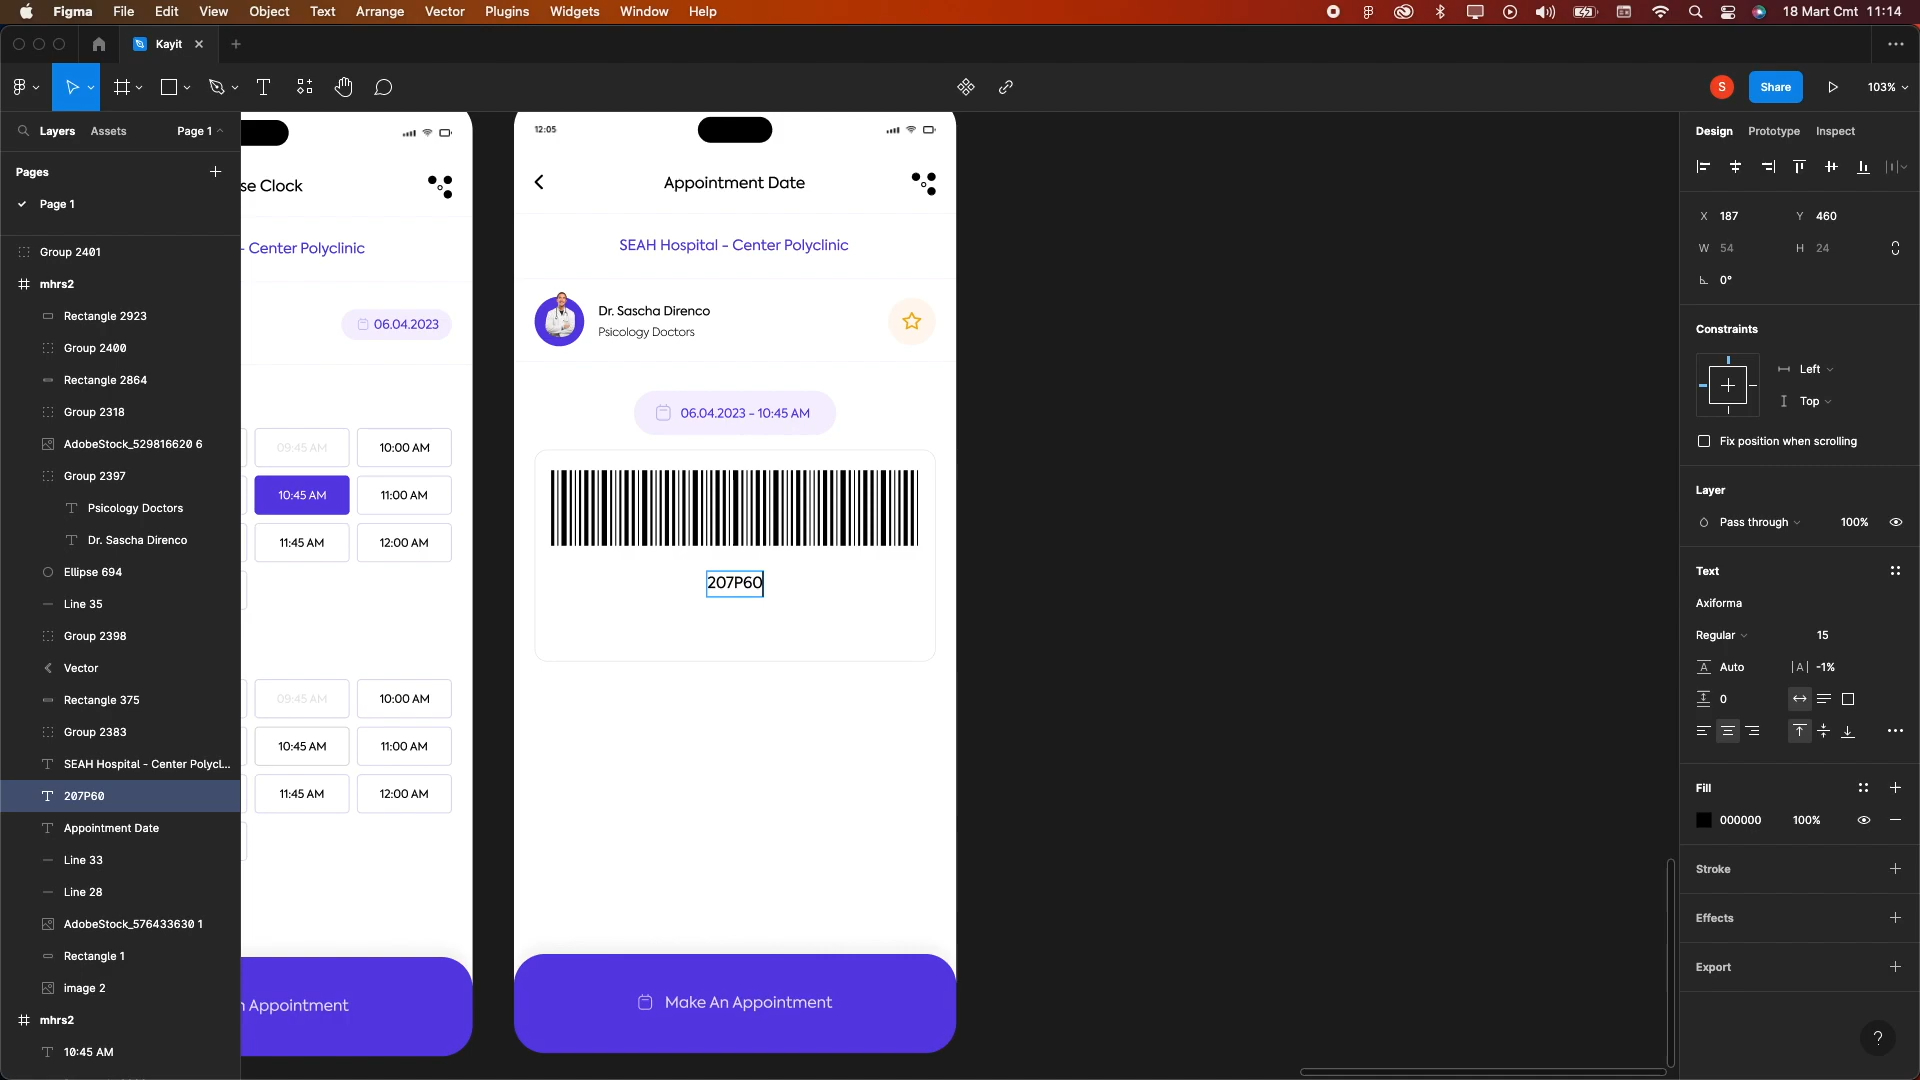 Figma File Edit View Object Text Arrange Vector Plugins Widgets Window Help 18 Mart Cmt 11:14
Kayit
S Share 103%
Layers Assets Page 1
Pages
Page 1
Group 2401
mhrs2
Rectangle 2923
Group 2400
Rectangle 2864
Group 2318
AdobeStock_529816620 6
Group 2397
Psicology Doctors
Dr. Sascha Direnco
Ellipse 694
Line 35
Group 2398
Vector
Rectangle 375
Group 2383
SEAH Hospital - Center Polycl...
207P60
Appointment Date
Line 33
Line 28
AdobeStock_576433630 1
Rectangle 1
image 2
mhrs2
10:45 AM
se Clock
- Center Polyclinic
06.04.2023
09:45 AM 10:00 AM
10:45 AM 11:00 AM
11:45 AM 12:00 AM
09:45 AM 10:00 AM
10:45 AM 11:00 AM
11:45 AM 12:00 AM
n Appointment
12:05
Appointment Date
SEAH Hospital - Center Polyclinic
Dr. Sascha Direnco
Psicology Doctors
06.04.2023 - 10:45 AM
207P60
Make An Appointment
Design Prototype Inspect
X 187 Y 460
W 54 H 24
0°
Constraints
Left
Top
Fix position when scrolling
Layer
Pass through 100%
Text
Axiforma
Regular 15
Auto -1%
0
Fill
000000 100%
Stroke
Effects
Export
?